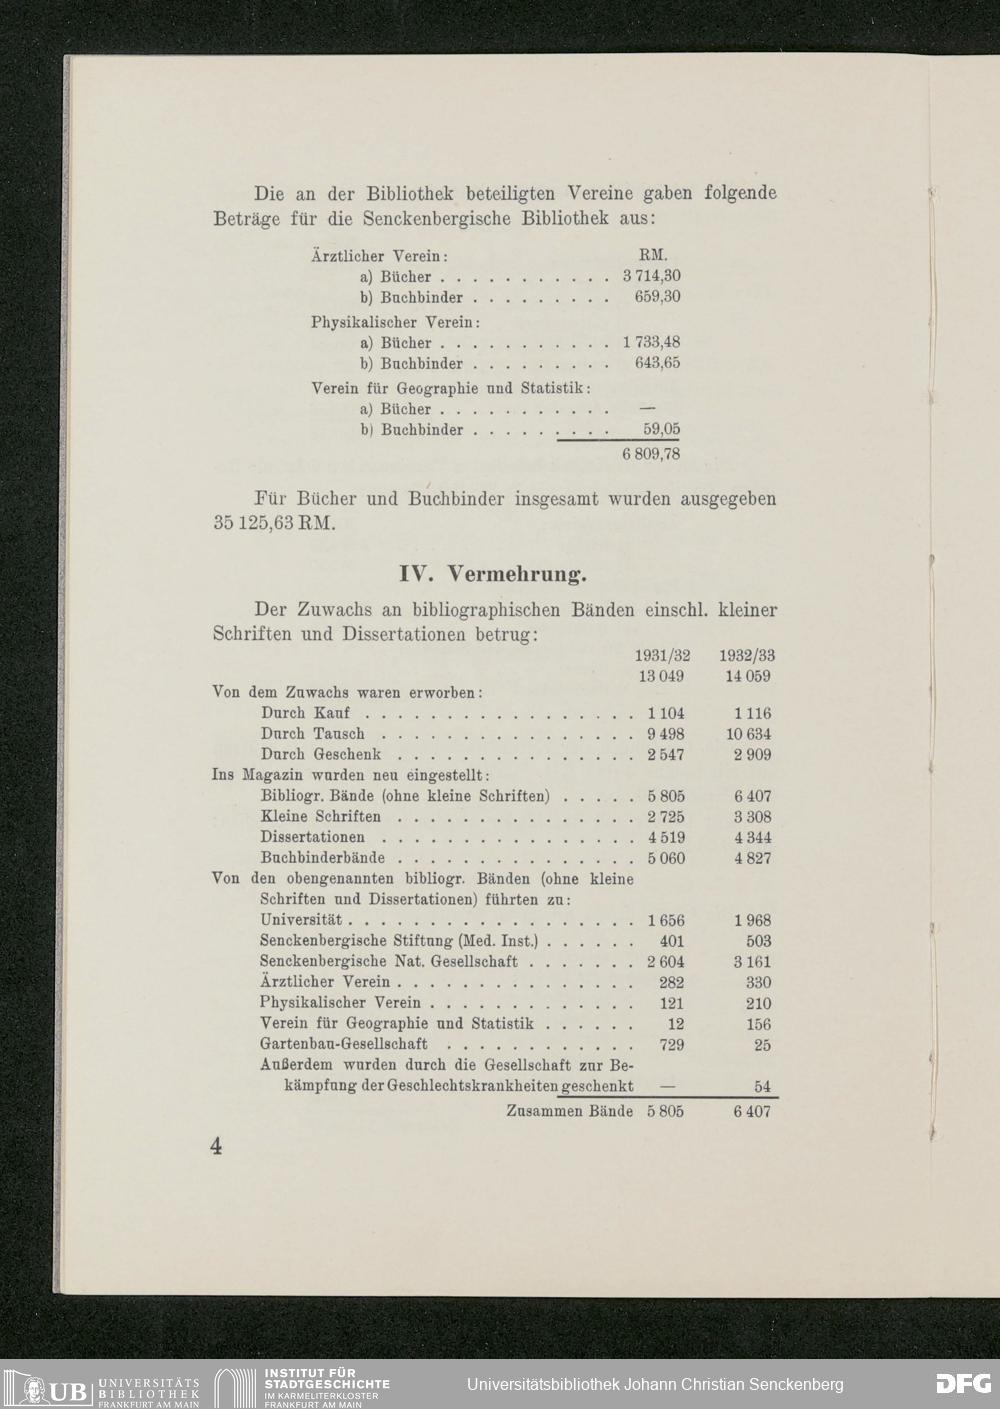 Die an der Bibliothek beteiligten Vereine gaben folgende
Beträge für die Senckenbergische Bibliothek aus:
Ärztlicher Verein: RM.
a) Bücher . . . . . . . . . . . 3 714,30
b) Buchbinder . . . . . . . . . 659,30
Physikalischer Verein:
a) Bücher . . . . . . . . . . . 1 733,48
b) Buchbinder . . . . . . . . . 643,65
Verein für Geographie und Statistik:
a) Bücher . . . . . . . . . . . —
b) Buchbinder . . . . . . . . . 59,05
6 809,78
Für Bücher und Buchbinder insgesamt wurden ausgegeben
35 125,63 RM.
IV. Vermehrung.
Der Zuwachs an bibliographischen Bänden einschl. kleiner
Schriften und Dissertationen betrug:
1931/32 1932/33
13 049 14 059
Von dem Zuwachs waren erworben:
Durch Kauf . . . . . . . . . . . . . . . . . 1 104 1 116
Durch Tausch . . . . . . . . . . . . . . . . 9 498 10 634
Durch Geschenk . . . . . . . . . . . . . . . 2 547 2 909
Ins Magazin wurden neu eingestellt:
Bibliogr. Bände (ohne kleine Schriften) . . . . . 5 805 6 407
Kleine Schriften . . . . . . . . . . . . . . . 2 725 3 308
Dissertationen . . . . . . . . . . . . . . . . 4 519 4 344
Buchbinderbände . . . . . . . . . . . . . . . 5 060 4 827
Von den obengenannten bibliogr. Bänden (ohne kleine
Schriften und Dissertationen) führten zu:
Universität . . . . . . . . . . . . . . . . . . 1 656 1 968
Senckenbergische Stiftung (Med. Inst.) . . . . . . 401 503
Senckenbergische Nat. Gesellschaft . . . . . . . 2 604 3 161
Ärztlicher Verein . . . . . . . . . . . . . . . 282 330
Physikalischer Verein . . . . . . . . . . . . . 121 210
Verein für Geographie und Statistik . . . . . . 12 156
Gartenbau-Gesellschaft . . . . . . . . . . . . 729 25
Außerdem wurden durch die Gesellschaft zur Be-
kämpfung der Geschlechtskrankheiten geschenkt — 54
Zusammen Bände 5 805 6 407
4
UB UNIVERSITÄTS
BIBLIOTHEK
FRANKFURT AM MAIN
INSTITUT FÜR
STADTGESCHICHTE
IM KARMELITERKLOSTER
FRANKFURT AM MAIN
Universitätsbibliothek Johann Christian Senckenberg
DFG